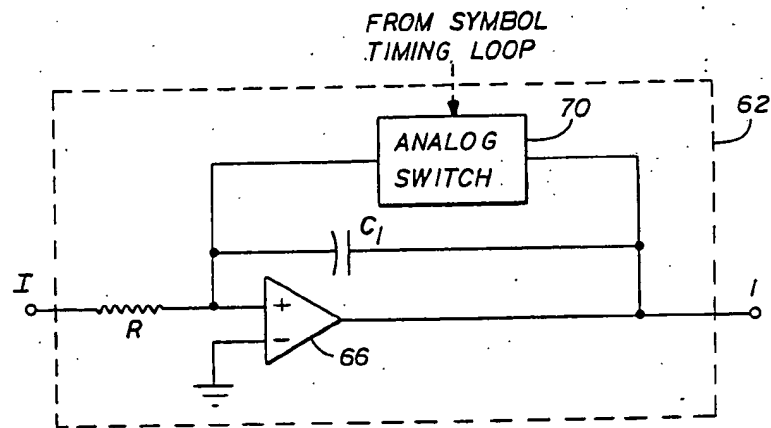 FROM SYMBOL
TIMING LOOP
70
62
ANALOG
SWITCH
C1
I
R
+
-
66
1